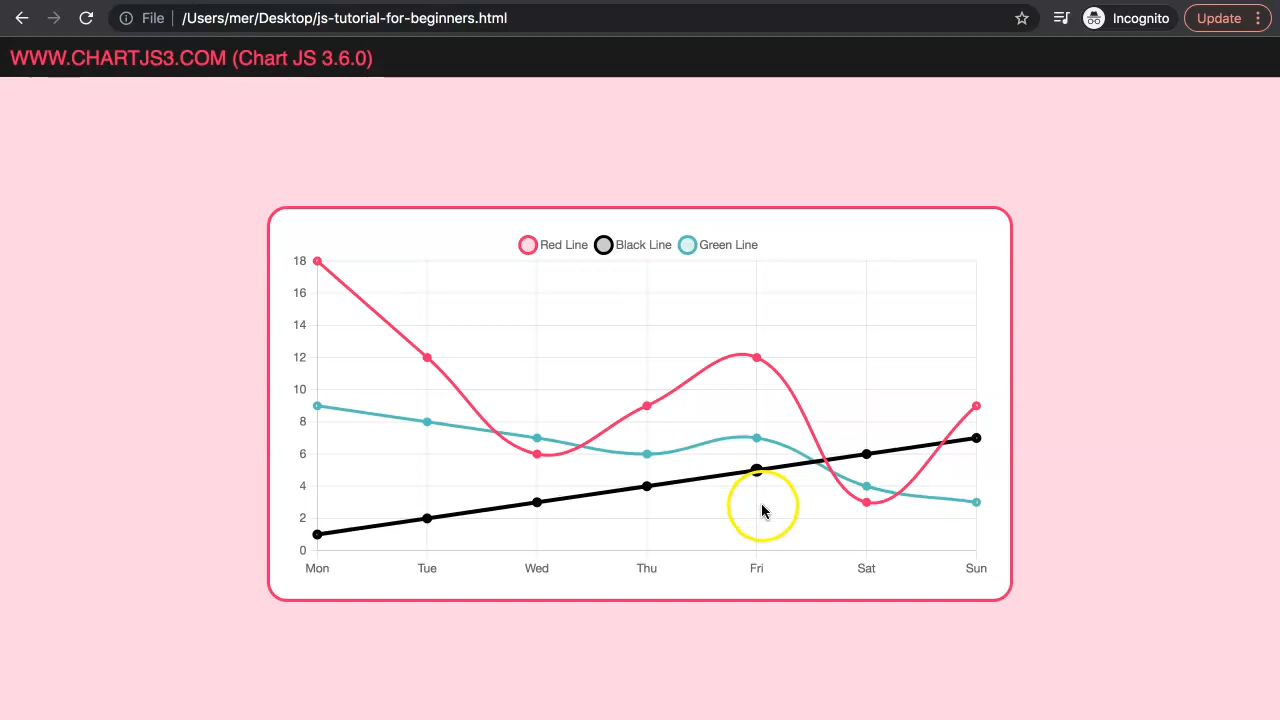 File /Users/mer/Desktop/js-tutorial-for-beginners.html Incognito Update
WWW.CHARTJS3.COM (Chart JS 3.6.0)
Red Line Black Line Green Line
18
16
14
12
10
8
6
4
2
0
Mon Tue Wed Thu Fri Sat Sun